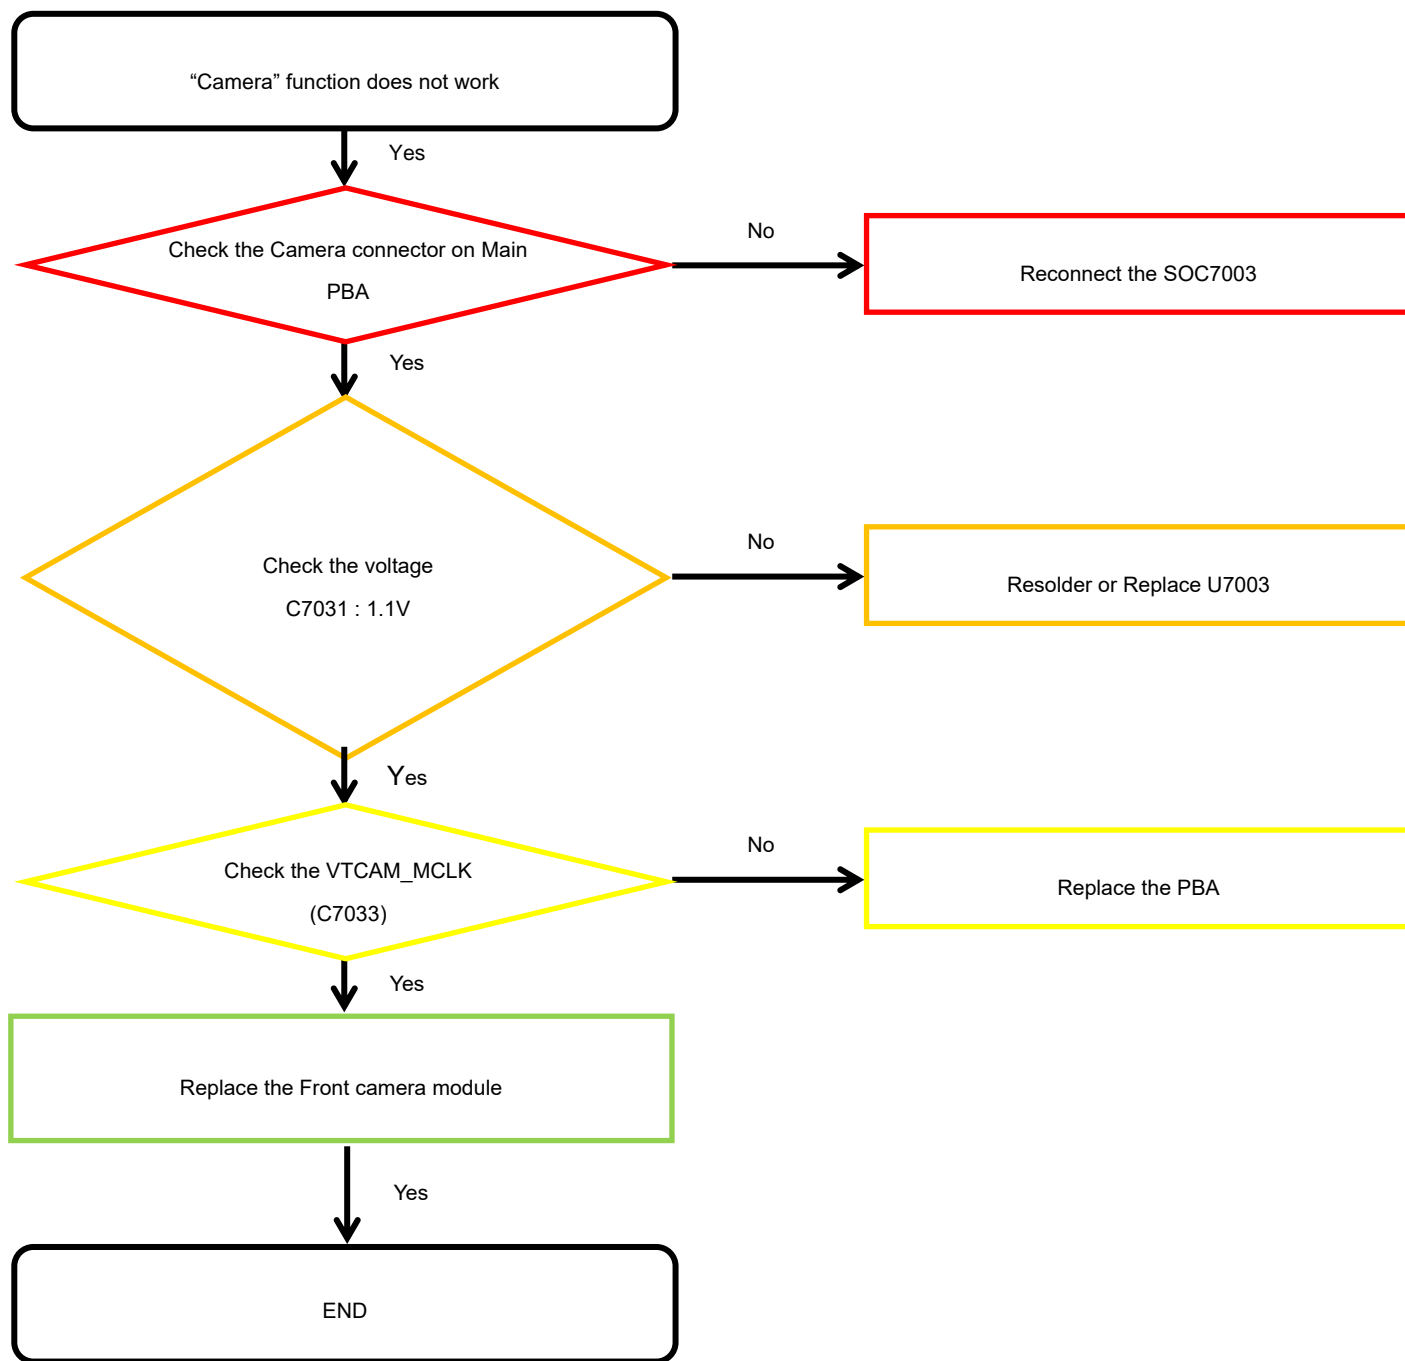 “Camera” function does not work
Yes
Check the Camera connector on Main
PBA
No
Reconnect the SOC7003
Yes
Check the voltage
C7031 : 1.1V
No
Resolder or Replace U7003
Yes
Check the VTCAM_MCLK
(C7033)
No
Replace the PBA
Yes
Replace the Front camera module
Yes
END